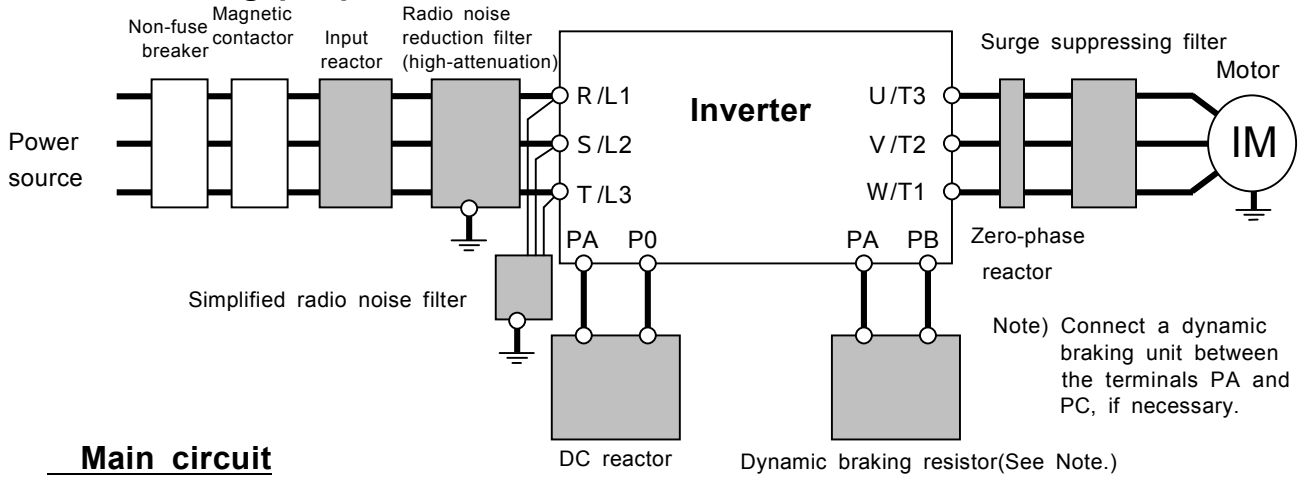 Non-fuse
breaker
Magnetic
contactor
Input
reactor
Radio noise
reduction filter
(high-attenuation)
Power
source
R/L1
S/L2
T/L3
Inverter
U/T3
V/T2
W/T1
PA P0
PA PB
Surge suppressing filter
Motor
IM
Zero-phase
reactor
Simplified radio noise filter
Note) Connect a dynamic
braking unit between
the terminals PA and
PC, if necessary.
DC reactor
Dynamic braking resistor(See Note.)
Main circuit